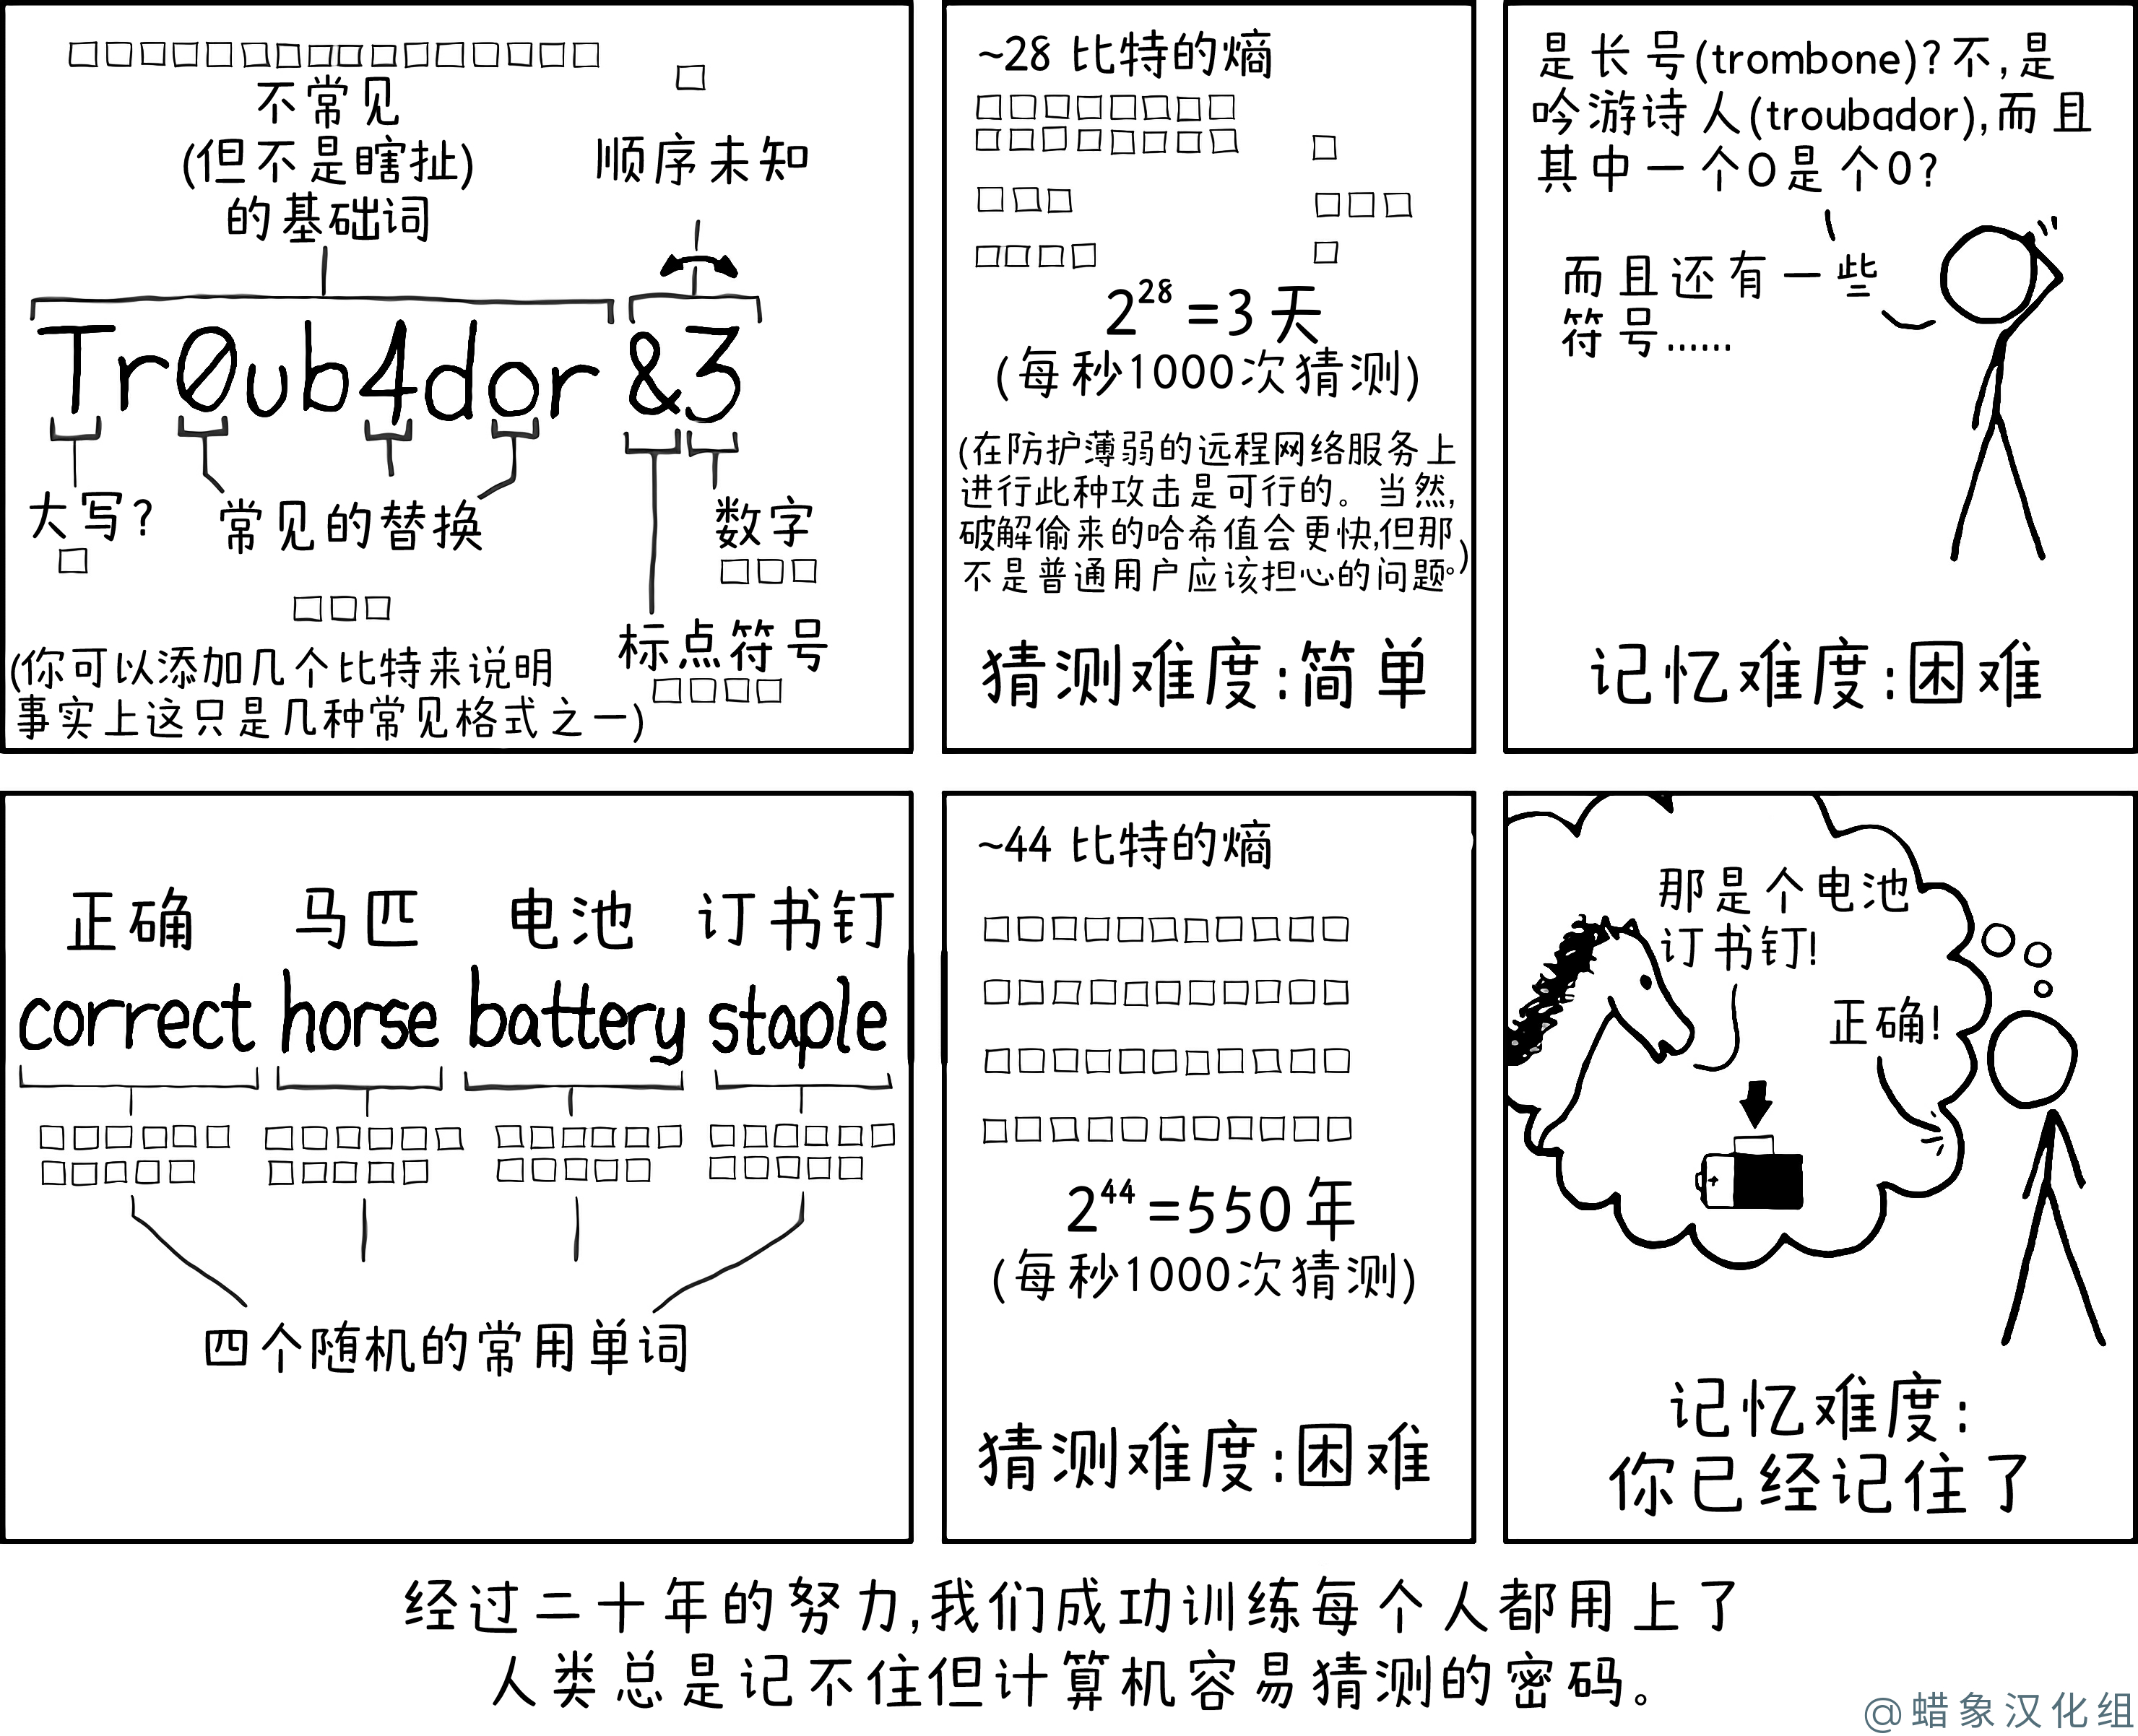 不常见
(但不是瞎扯)
的基础词
顺序未知
Tr0ub4dor &3
大写?
常见的替换
数字
标点符号
(你可以添加几个比特来说明
事实上这只是几种常见格式之一)
~28 比特的熵
2^28 =3 天
(每秒1000次猜测)
(在防护薄弱的远程网络服务上
进行此种攻击是可行的。当然,
破解偷来的哈希值会更快,但那
不是普通用户应该担心的问题。)
猜测难度:简单
是长号(trombone)?不,是
吟游诗人(troubador),而且
其中一个O是个0?
而且还有一些
符号......
记忆难度:困难
正确 马匹 电池 订书钉
correct horse battery staple
四个随机的常用单词
~44 比特的熵
2^44 =550 年
(每秒1000次猜测)
猜测难度:困难
那是个电池
订书钉!
正确!
记忆难度:
你已经记住了
经过二十年的努力,我们成功训练每个人都用上了
人类总是记不住但计算机容易猜测的密码。
@蜡象汉化组